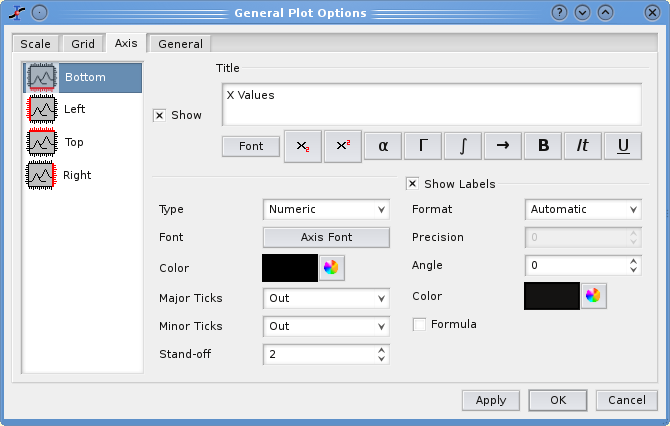 General Plot Options
Scale Grid Axis General
Bottom
Left
Top
Right
Title
Show
X Values
Font x₂ x² α Γ ∫ → B It U
Show Labels
Type Numeric
Format Automatic
Font Axis Font
Precision 0
Color
Angle 0
Major Ticks Out
Color
Minor Ticks Out
Formula
Stand-off 2
Apply OK Cancel